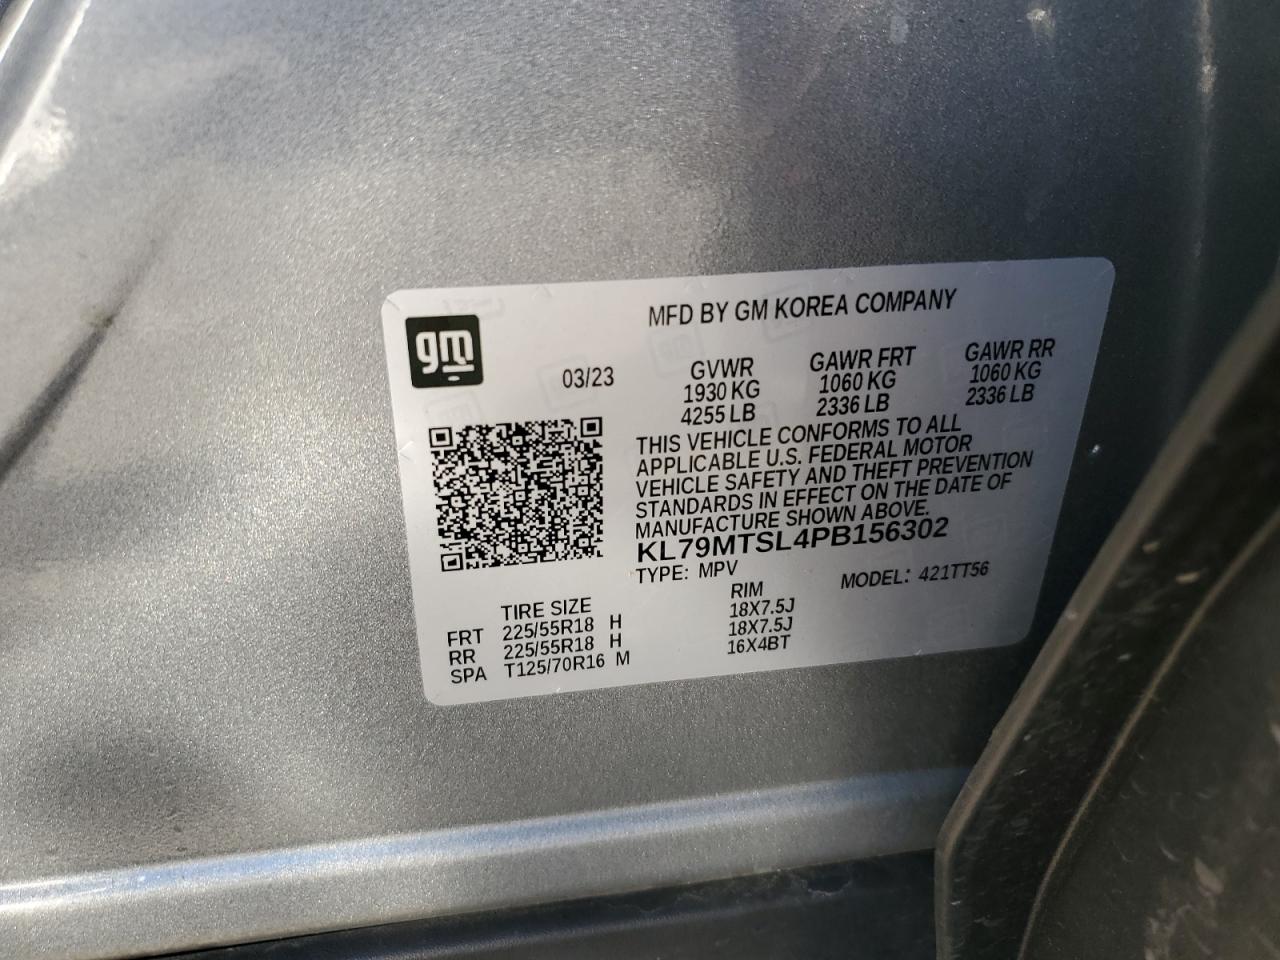 MFD BY GM KOREA COMPANY
gm
03/23
GVWR GAWR FRT GAWR RR
1930 KG 1060 KG 1060 KG
4255 LB 2336 LB 2336 LB
THIS VEHICLE CONFORMS TO ALL
APPLICABLE U.S. FEDERAL MOTOR
VEHICLE SAFETY AND THEFT PREVENTION
STANDARDS IN EFFECT ON THE DATE OF
MANUFACTURE SHOWN ABOVE.
KL79MTSL4PB156302
TYPE: MPV MODEL: 421TT56
TIRE SIZE RIM
FRT 225/55R18 H 18X7.5J
RR 225/55R18 H 18X7.5J
SPA T125/70R16 M 16X4BT